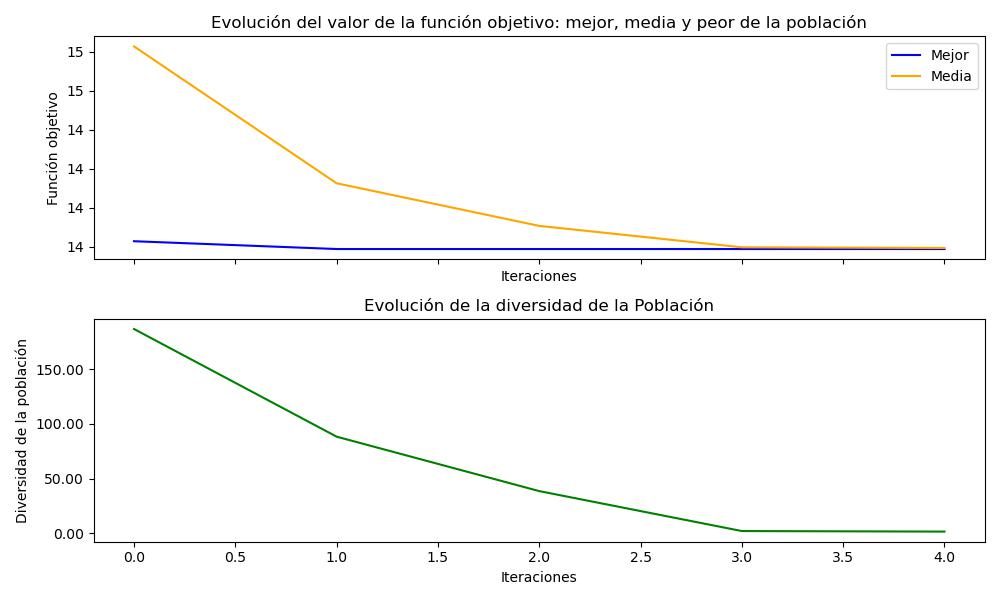 Evolución del valor de la función objetivo: mejor, media y peor de la población
Función objetivo
15
15
14
14
14
14
Mejor
Media
Iteraciones
Evolución de la diversidad de la Población
Diversidad de la población
150.00
100.00
50.00
0.00
0.0 0.5 1.0 1.5 2.0 2.5 3.0 3.5 4.0
Iteraciones